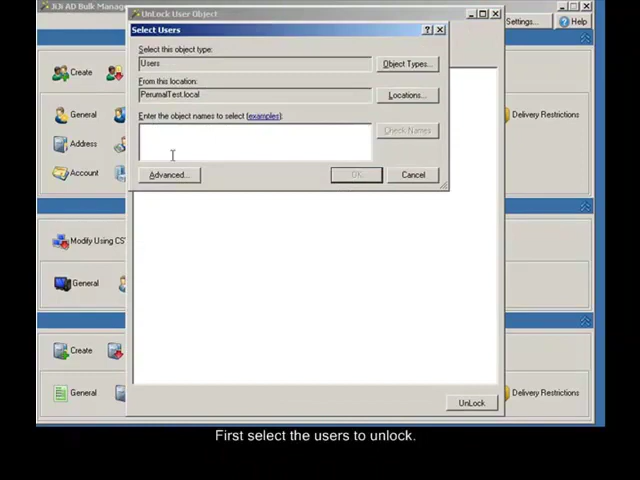 JiJi AD Bulk Manag
UnLock User Object
Select Users
Select this object type:
Users
Object Types...
From this location:
PerumalTest.local
Locations...
Enter the object names to select (examples):
Check Names
Advanced...
OK
Cancel
Settings...
Help
Create
General
Delivery Restrictions
Address
Account
Modify Using CS
General
Create
General
Delivery Restrictions
UnLock
First select the users to unlock.